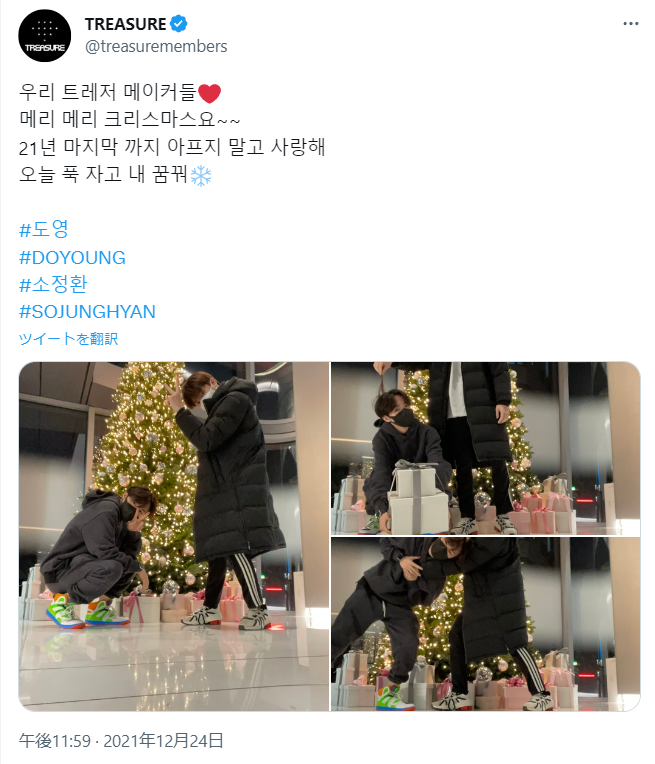 TREASURE
TREASURE
@treasuremembers
우리 트레저 메이커들❤
메리 메리 크리스마스요~~
21년 마지막 까지 아프지 말고 사랑해
오늘 푹 자고 내 꿈꿔❄
#도영
#DOYOUNG
#소정환
#SOJUNGHYAN
ツイートを翻訳
午後11:59 · 2021年12月24日